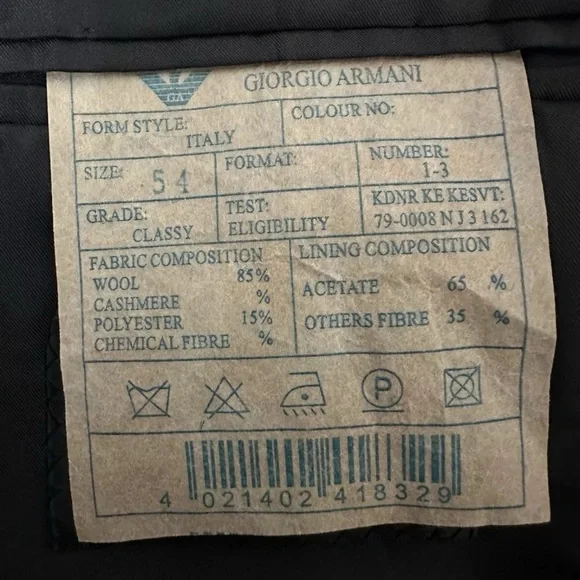 GA
GIORGIO ARMANI
FORM STYLE:
ITALY
COLOUR NO:
SIZE: 54
FORMAT:
NUMBER:
1-3
GRADE:
CLASSY
TEST:
ELIGIBILITY
KDNR KE KESVT:
79-0008 N J 3 162
FABRIC COMPOSITION
WOOL 85%
CASHMERE %
POLYESTER 15%
CHEMICAL FIBRE %
LINING COMPOSITION
ACETATE 65 %
OTHERS FIBRE 35 %
P
4 021402 418329